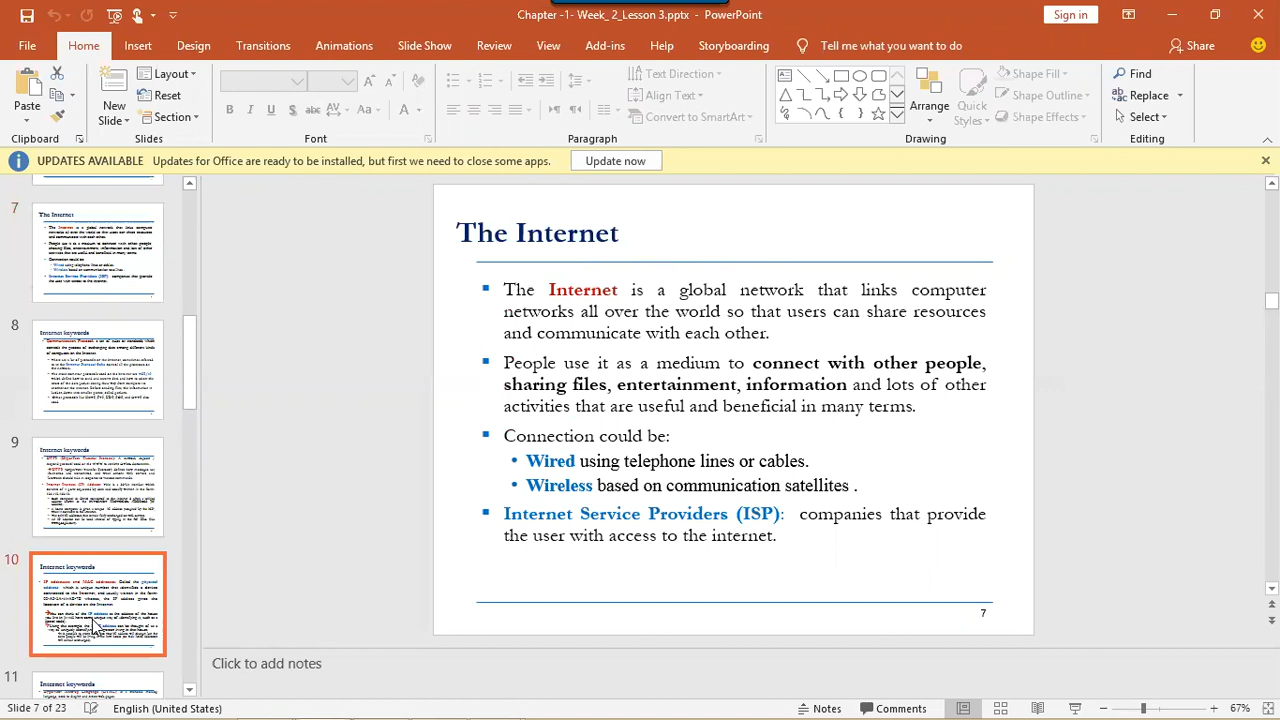 Chapter -1- Week_2_Lesson 3.pptx - PowerPoint
Sign in
File Home Insert Design Transitions Animations Slide Show Review View Add-ins Help Storyboarding Tell me what you want to do Share
Paste
Clipboard
New Slide
Layout
Reset
Section
Slides
B I U S abc AV Aa A
Font
Paragraph
Text Direction
Align Text
Convert to SmartArt
Arrange
Quick Styles
Shape Fill
Shape Outline
Shape Effects
Drawing
Find
Replace
Select
Editing
UPDATES AVAILABLE Updates for Office are ready to be installed, but first we need to close some apps. Update now
7
The Internet
8
Internet keywords
9
Internet keywords
10
Internet keywords
11
Internet keywords
The Internet
▪ The Internet is a global network that links computer
networks all over the world so that users can share resources
and communicate with each other.
▪ People use it as a medium to connect with other people,
sharing files, entertainment, information and lots of other
activities that are useful and beneficial in many terms.
▪ Connection could be:
• Wired using telephone lines or cables.
• Wireless based on communication satellites .
▪ Internet Service Providers (ISP): companies that provide
the user with access to the internet.
7
Click to add notes
Slide 7 of 23 English (United States) Notes Comments 67%